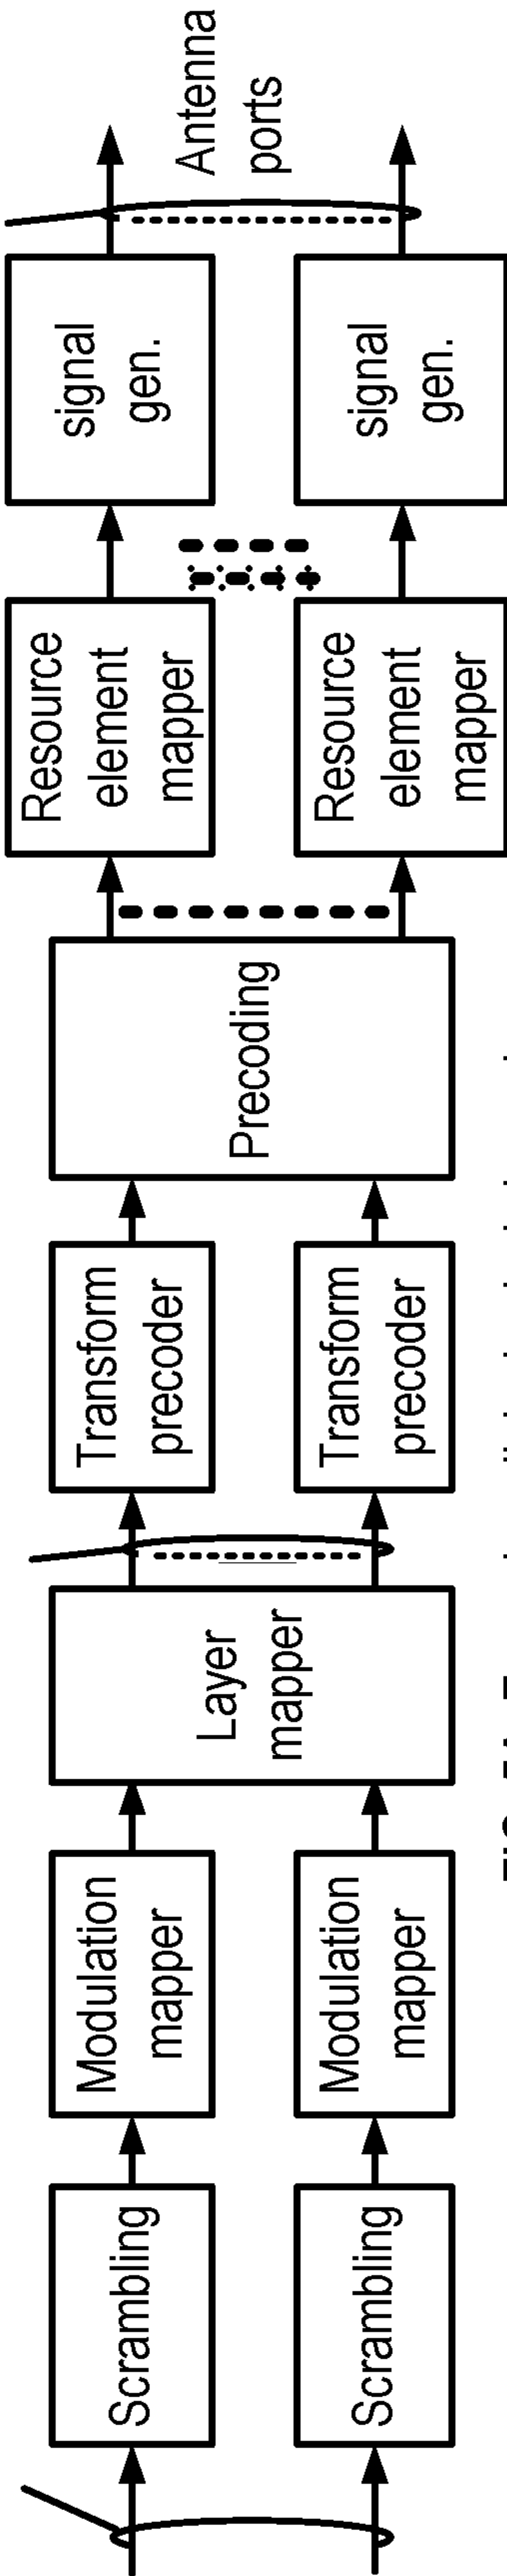 Scrambling
Modulation
mapper
Layer
mapper
Transform
precoder
Precoding
Resource
element
mapper
signal
gen.
Antenna
ports
Scrambling
Modulation
mapper
Transform
precoder
Resource
element
mapper
signal
gen.